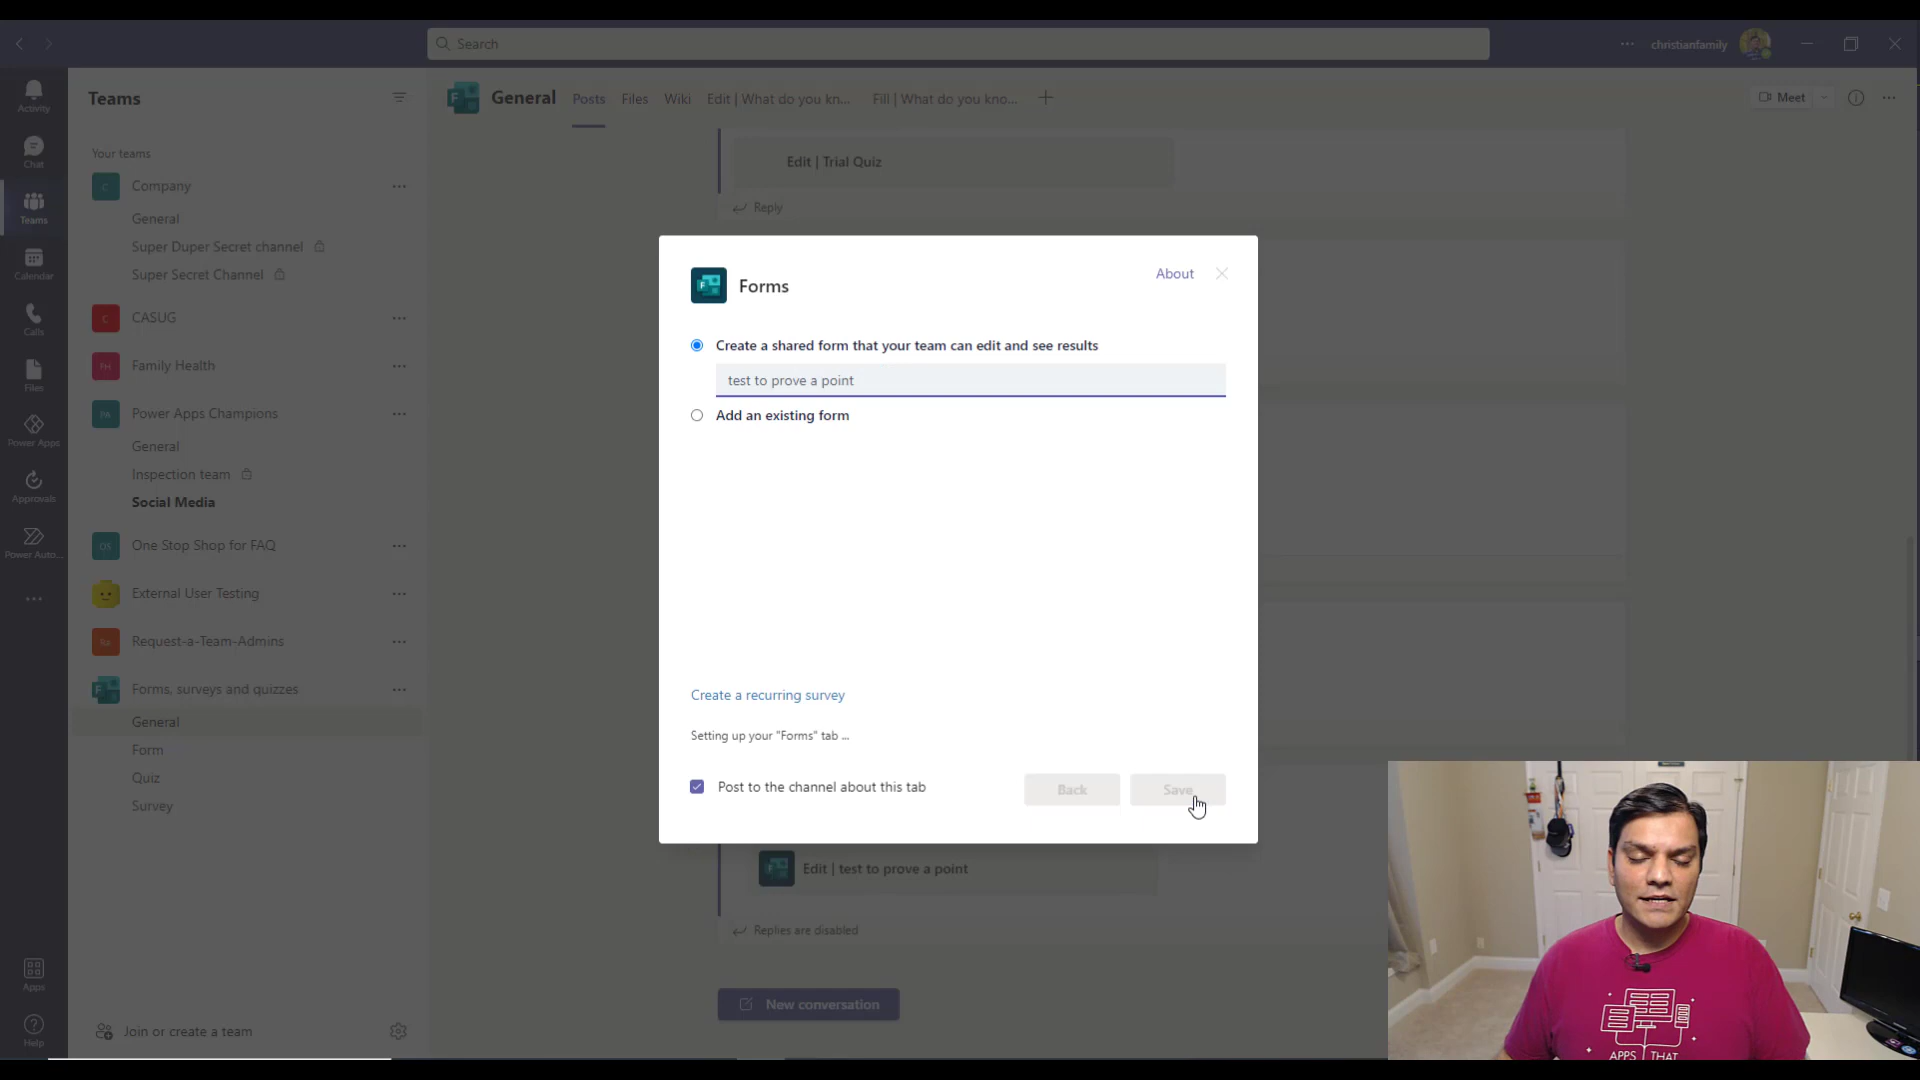 Search
christianfamily
Activity
Chat
Teams
Calendar
Calls
Files
Power Apps
Approvals
Power Auto...
Apps
Help
Teams
Your teams
C
Company
General
Super Duper Secret channel
Super Secret Channel
C
CASUG
FH
Family Health
PA
Power Apps Champions
General
Inspection team
Social Media
OS
One Stop Shop for FAQ
External User Testing
Ra
Request-a-Team-Admins
Forms, surveys and quizzes
General
Form
Quiz
Survey
Join or create a team
General
Posts
Files
Wiki
Edit | What do you kn...
Fill | What do you kno...
Meet
Edit | Trial Quiz
Reply
Forms
About
Create a shared form that your team can edit and see results
test to prove a point
Add an existing form
Create a recurring survey
Setting up your "Forms" tab ...
Post to the channel about this tab
Back
Save
Edit | test to prove a point
Replies are disabled
New conversation
APPS THAT